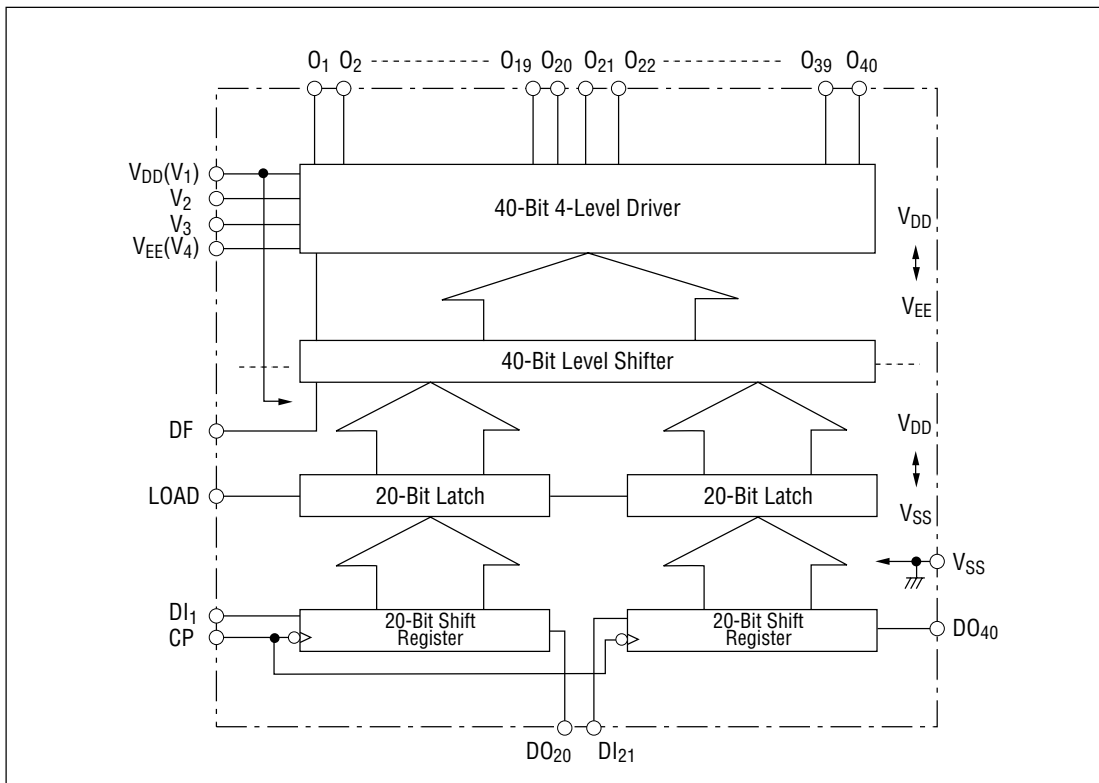 O1 O2 O19 O20 O21 O22 O39 O40
VDD(V1)
V2
V3
VEE(V4)
40-Bit 4-Level Driver
VDD
VEE
40-Bit Level Shifter
DF
VDD
LOAD
20-Bit Latch
20-Bit Latch
VSS
VSS
DI1
CP
20-Bit Shift
Register
20-Bit Shift
Register
DO40
DO20
DI21